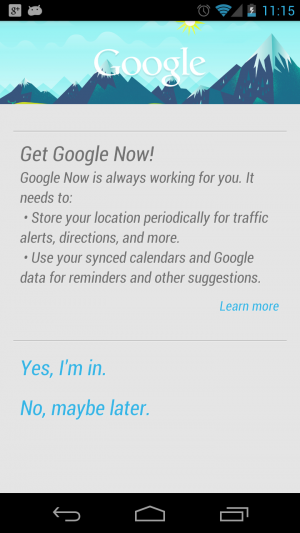 11:15
Google
Get Google Now!
Google Now is always working for you. It
needs to:
• Store your location periodically for traffic
alerts, directions, and more.
• Use your synced calendars and Google
data for reminders and other suggestions.
Learn more
Yes, I'm in.
No, maybe later.